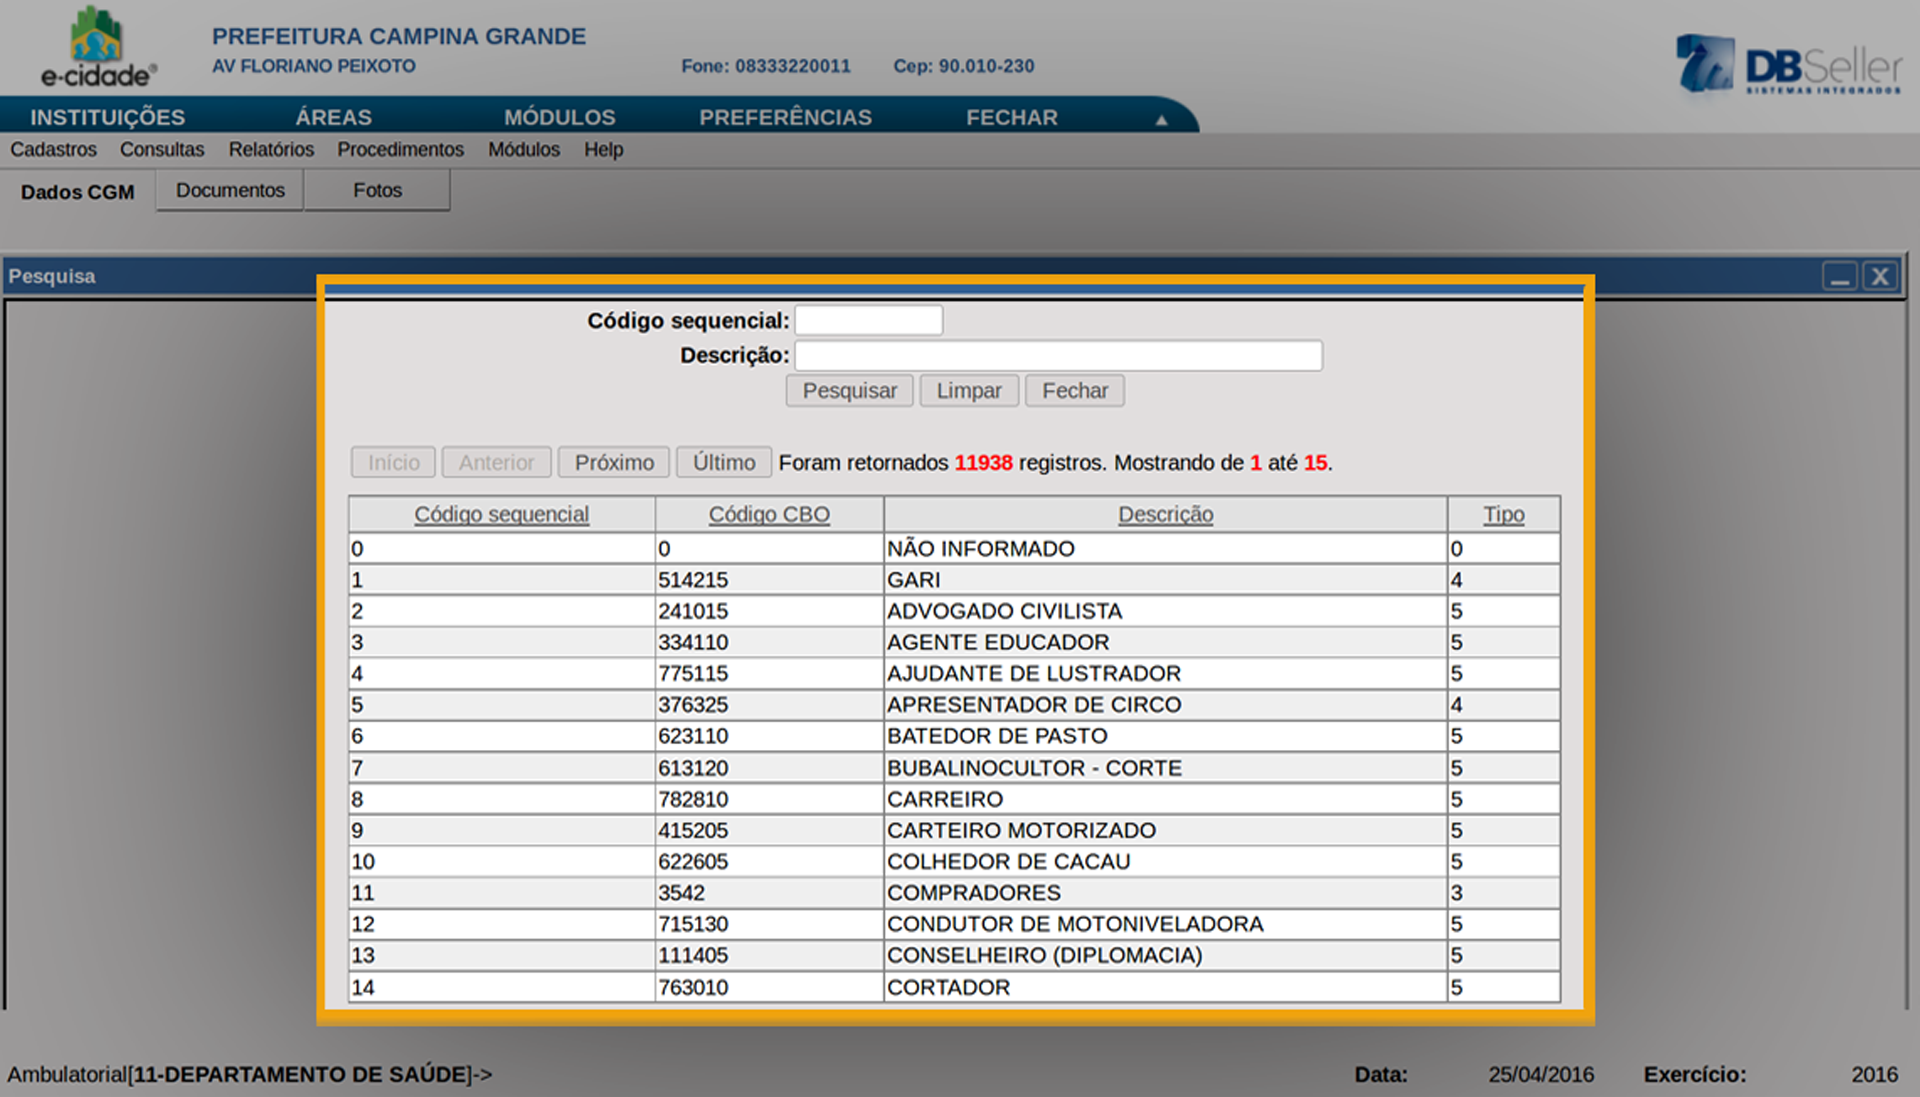 e-cidade®
PREFEITURA CAMPINA GRANDE
AV FLORIANO PEIXOTO Fone: 08333220011 Cep: 90.010-230
DBSeller
SISTEMAS INTEGRADOS
INSTITUIÇÕES ÁREAS MÓDULOS PREFERÊNCIAS FECHAR ▲
Cadastros Consultas Relatórios Procedimentos Módulos Help
Dados CGM Documentos Fotos
Pesquisa
Código sequencial:
Descrição:
Pesquisar Limpar Fechar
Início Anterior Próximo Último Foram retornados 11938 registros. Mostrando de 1 até 15.
Código sequencial Código CBO Descrição Tipo
0 0 NÃO INFORMADO 0
1 514215 GARI 4
2 241015 ADVOGADO CIVILISTA 5
3 334110 AGENTE EDUCADOR 5
4 775115 AJUDANTE DE LUSTRADOR 5
5 376325 APRESENTADOR DE CIRCO 4
6 623110 BATEDOR DE PASTO 5
7 613120 BUBALINOCULTOR - CORTE 5
8 782810 CARREIRO 5
9 415205 CARTEIRO MOTORIZADO 5
10 622605 COLHEDOR DE CACAU 5
11 3542 COMPRADORES 3
12 715130 CONDUTOR DE MOTONIVELADORA 5
13 111405 CONSELHEIRO (DIPLOMACIA) 5
14 763010 CORTADOR 5
Ambulatorial[11-DEPARTAMENTO DE SAÚDE]-> Data: 25/04/2016 Exercício: 2016